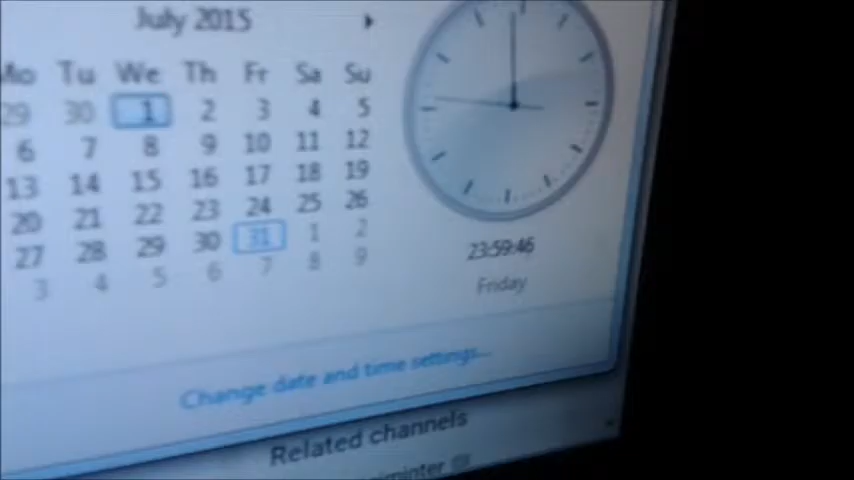 July 2015
Mo Tu We Th Fr Sa Su
29 30 1 2 3 4 5
6 7 8 9 10 11 12
13 14 15 16 17 18 19
20 21 22 23 24 25 26
27 28 29 30 31 1 2
3 4 5 6 7 8 9
23:59:46
Friday
Change date and time settings...
Related channels